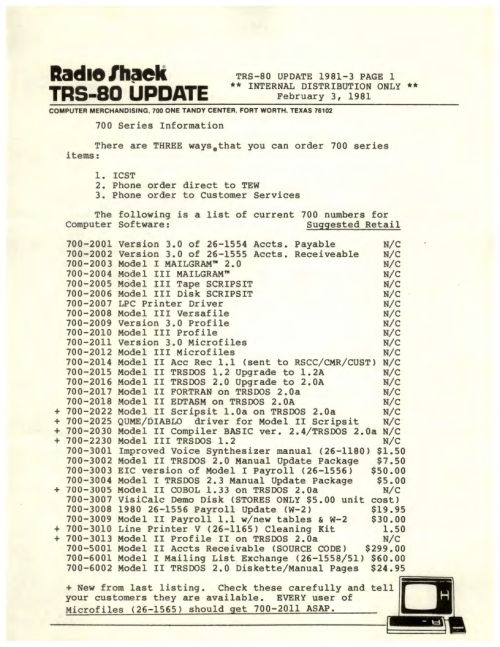 Radio Shack
TRS-80 UPDATE
TRS-80 UPDATE 1981-3 PAGE 1
** INTERNAL DISTRIBUTION ONLY **
February 3, 1981
COMPUTER MERCHANDISING, 700 ONE TANDY CENTER, FORT WORTH, TEXAS 76102
700 Series Information
There are THREE ways that you can order 700 series
items:
1. ICST
2. Phone order direct to TEW
3. Phone order to Customer Services
The following is a list of current 700 numbers for
Computer Software: Suggested Retail
700-2001 Version 3.0 of 26-1554 Accts. Payable N/C
700-2002 Version 3.0 of 26-1555 Accts. Receiveable N/C
700-2003 Model I MAILGRAM™ 2.0 N/C
700-2004 Model III MAILGRAM™ N/C
700-2005 Model III Tape SCRIPSIT N/C
700-2006 Model III Disk SCRIPSIT N/C
700-2007 LPC Printer Driver N/C
700-2008 Model III Versafile N/C
700-2009 Version 3.0 Profile N/C
700-2010 Model III Profile N/C
700-2011 Version 3.0 Microfiles N/C
700-2012 Model III Microfiles N/C
700-2014 Model II Acc Rec 1.1 (sent to RSCC/CMR/CUST) N/C
700-2015 Model II TRSDOS 1.2 Upgrade to 1.2A N/C
700-2016 Model II TRSDOS 2.0 Upgrade to 2.0A N/C
700-2017 Model II FORTRAN on TRSDOS 2.0a N/C
700-2018 Model II EDTASM on TRSDOS 2.0A N/C
+ 700-2022 Model II Scripsit 1.0a on TRSDOS 2.0a N/C
+ 700-2025 QUME/DIABLO driver for Model II Scripsit N/C
+ 700-2030 Model II Compiler BASIC ver. 2.4/TRSDOS 2.0a N/C
+ 700-2230 Model III TRSDOS 1.2 N/C
700-3001 Improved Voice Synthesizer manual (26-1180) $1.50
700-3002 Model II TRSDOS 2.0 Manual Update Package $7.50
700-3003 EIC version of Model I Payroll (26-1556) $50.00
700-3004 Model I TRSDOS 2.3 Manual Update Package $5.00
+ 700-3005 Model II COBOL 1.33 on TRSDOS 2.0a N/C
700-3007 VisiCalc Demo Disk (STORES ONLY $5.00 unit cost)
700-3008 1980 26-1556 Payroll Update (W-2) $19.95
700-3009 Model II Payroll 1.1 w/new tables & W-2 $30.00
+ 700-3010 Line Printer V (26-1165) Cleaning Kit 1.50
+ 700-3013 Model II Profile II on TRSDOS 2.0a N/C
700-5001 Model II Accts Receivable (SOURCE CODE) $299.00
700-6001 Model I Mailing List Exchange (26-1558/51) $60.00
700-6002 Model II TRSDOS 2.0 Diskette/Manual Pages $24.95
+ New from last listing. Check these carefully and tell
your customers they are available. EVERY user of
Microfiles (26-1565) should get 700-2011 ASAP.